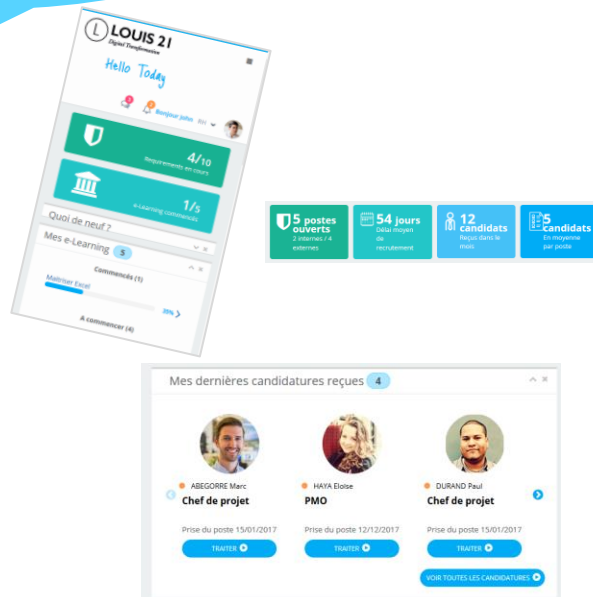 L
LOUIS 21
Digital Transformation
Hello Today
Bonjour John RH
4/10
Requirements en cours
1/5
e-Learning commencés
Quoi de neuf ?
Mes e-Learning 5
Commencés (1)
Maitriser Excel
20%
A commencer (4)
5 postes
ouverts
2 internes / 4
externes
54 jours
Délai moyen
de
recrutement
12
candidats
Reçus dans le
mois
5
candidats
En moyenne
par poste
Mes dernières candidatures reçues 4
ABEGORRE Marc
Chef de projet
Prise du poste 15/01/2017
TRAITER
HAYA Eloise
PMO
Prise du poste 12/12/2017
TRAITER
DURAND Paul
Chef de projet
Prise du poste 15/01/2017
TRAITER
VOIR TOUTES LES CANDIDATURES